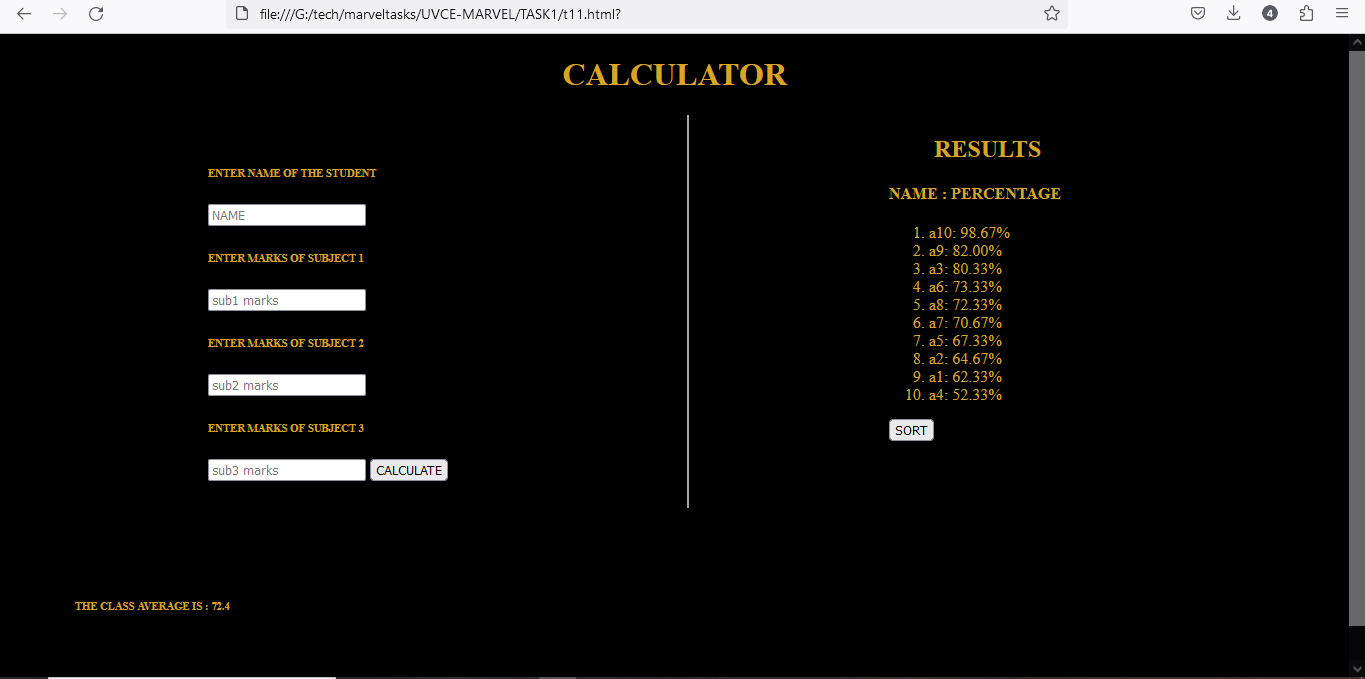 file:///G:/tech/marveltasks/UVCE-MARVEL/TASK1/t11.html?
4
CALCULATOR
ENTER NAME OF THE STUDENT
NAME
ENTER MARKS OF SUBJECT 1
sub1 marks
ENTER MARKS OF SUBJECT 2
sub2 marks
ENTER MARKS OF SUBJECT 3
sub3 marks CALCULATE
RESULTS
NAME : PERCENTAGE
1. a10: 98.67%
2. a9: 82.00%
3. a3: 80.33%
4. a6: 73.33%
5. a8: 72.33%
6. a7: 70.67%
7. a5: 67.33%
8. a2: 64.67%
9. a1: 62.33%
10. a4: 52.33%
SORT
THE CLASS AVERAGE IS : 72.4